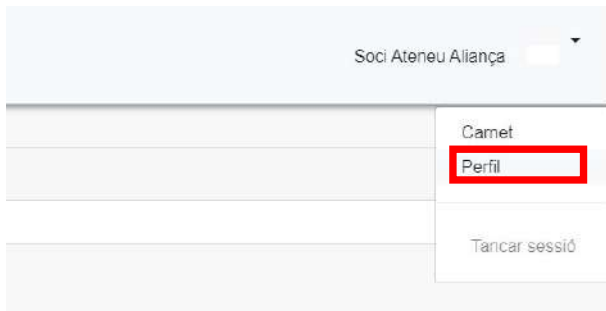 Soci Ateneu Aliança
Carnet
Perfil
Tancar sessió